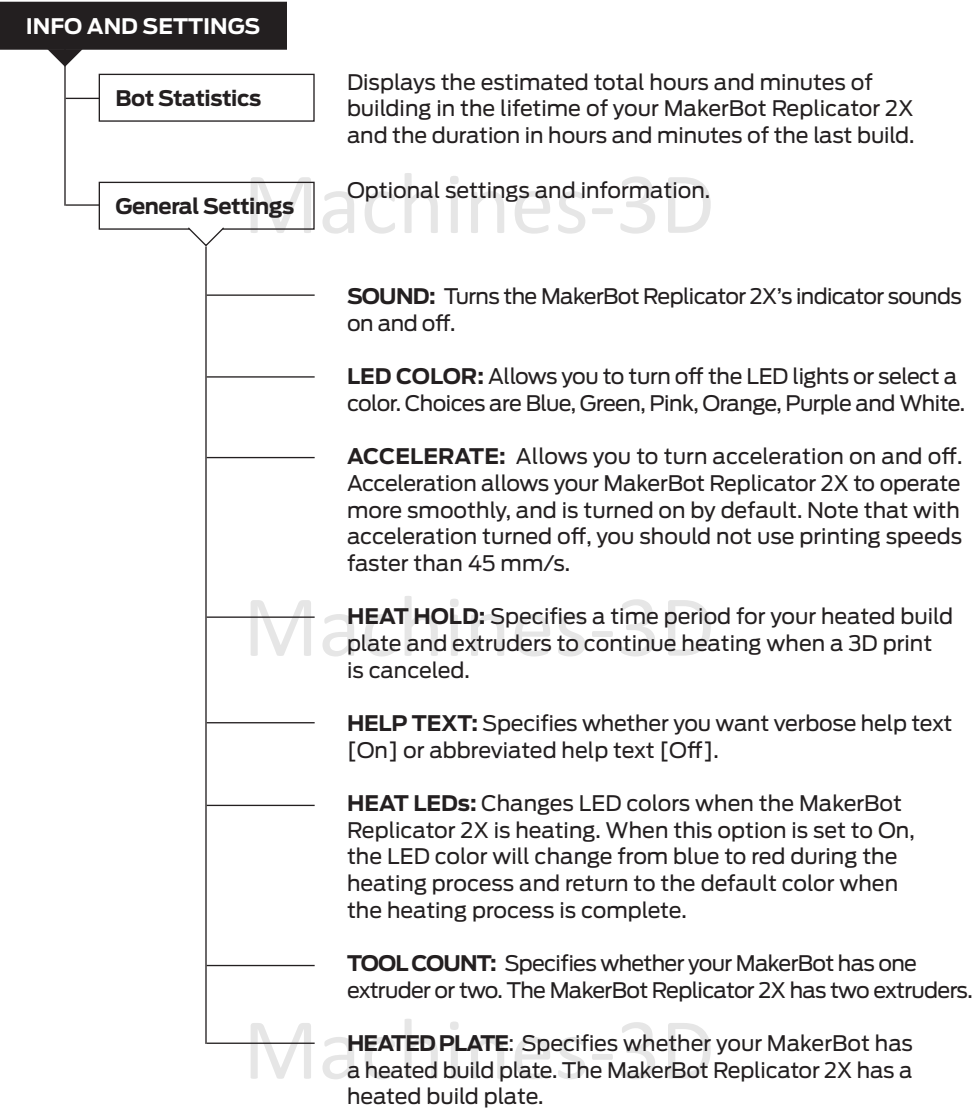 INFO AND SETTINGS
Bot Statistics
Displays the estimated total hours and minutes of
building in the lifetime of your MakerBot Replicator 2X
and the duration in hours and minutes of the last build.
General Settings
Optional settings and information.
Machines-3D
SOUND: Turns the MakerBot Replicator 2X’s indicator sounds
on and off.
LED COLOR: Allows you to turn off the LED lights or select a
color. Choices are Blue, Green, Pink, Orange, Purple and White.
ACCELERATE: Allows you to turn acceleration on and off.
Acceleration allows your MakerBot Replicator 2X to operate
more smoothly, and is turned on by default. Note that with
acceleration turned off, you should not use printing speeds
faster than 45 mm/s.
HEAT HOLD: Specifies a time period for your heated build
plate and extruders to continue heating when a 3D print
is canceled.
Machines-3D
HELP TEXT: Specifies whether you want verbose help text
[On] or abbreviated help text [Off].
HEAT LEDs: Changes LED colors when the MakerBot
Replicator 2X is heating. When this option is set to On,
the LED color will change from blue to red during the
heating process and return to the default color when
the heating process is complete.
TOOL COUNT: Specifies whether your MakerBot has one
extruder or two. The MakerBot Replicator 2X has two extruders.
HEATED PLATE: Specifies whether your MakerBot has
a heated build plate. The MakerBot Replicator 2X has a
heated build plate.
Machines-3D